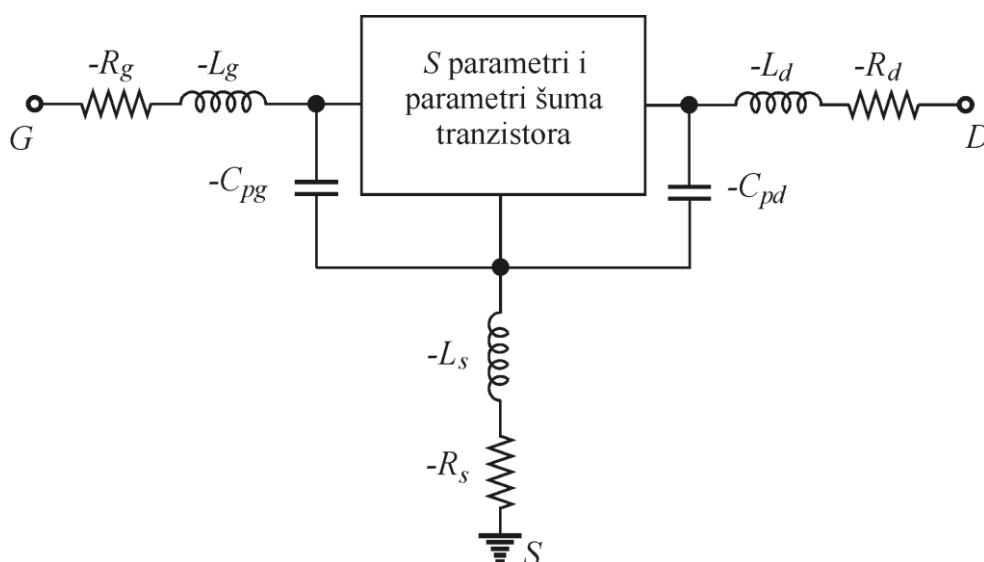 -Rg
-Lg
S parametri i
parametri šuma
tranzistora
-Ld
-Rd
G
D
-Cpg
-Cpd
-Ls
-Rs
S